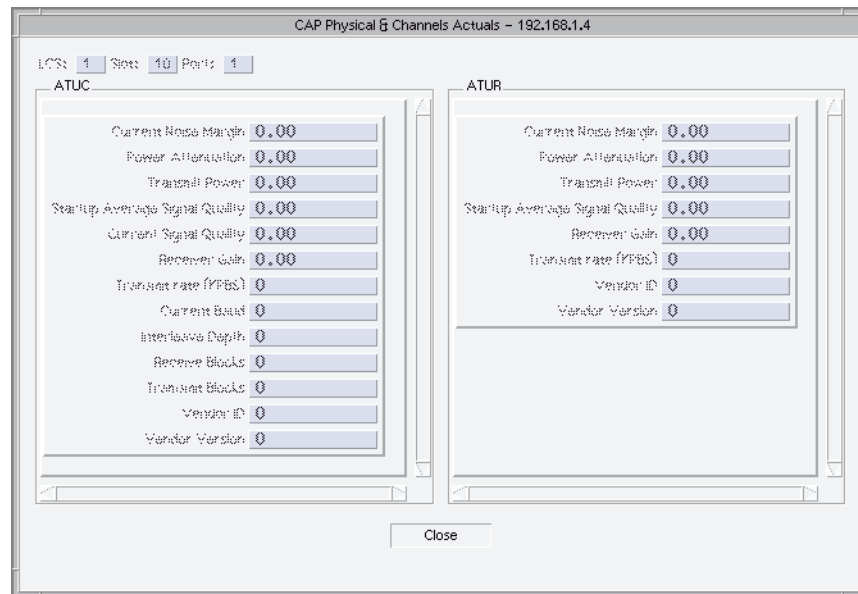 CAP Physical & Channels Actuals - 192.168.1.4
LCS: 1 Slot: 10 Port: 1
ATUC
Current Noise Margin 0.00
Power Attenuation 0.00
Transmit Power 0.00
Startup Average Signal Quality 0.00
Current Signal Quality 0.00
Receiver Gain 0.00
Transmit rate (KPBS) 0
Current Baud 0
Interleave Depth 0
Receive Blocks 0
Transmit Blocks 0
Vendor ID 0
Vendor Version 0
ATUR
Current Noise Margin 0.00
Power Attenuation 0.00
Transmit Power 0.00
Startup Average Signal Quality 0.00
Receiver Gain 0.00
Transmit rate (KPBS) 0
Vendor ID 0
Vendor Version 0
Close